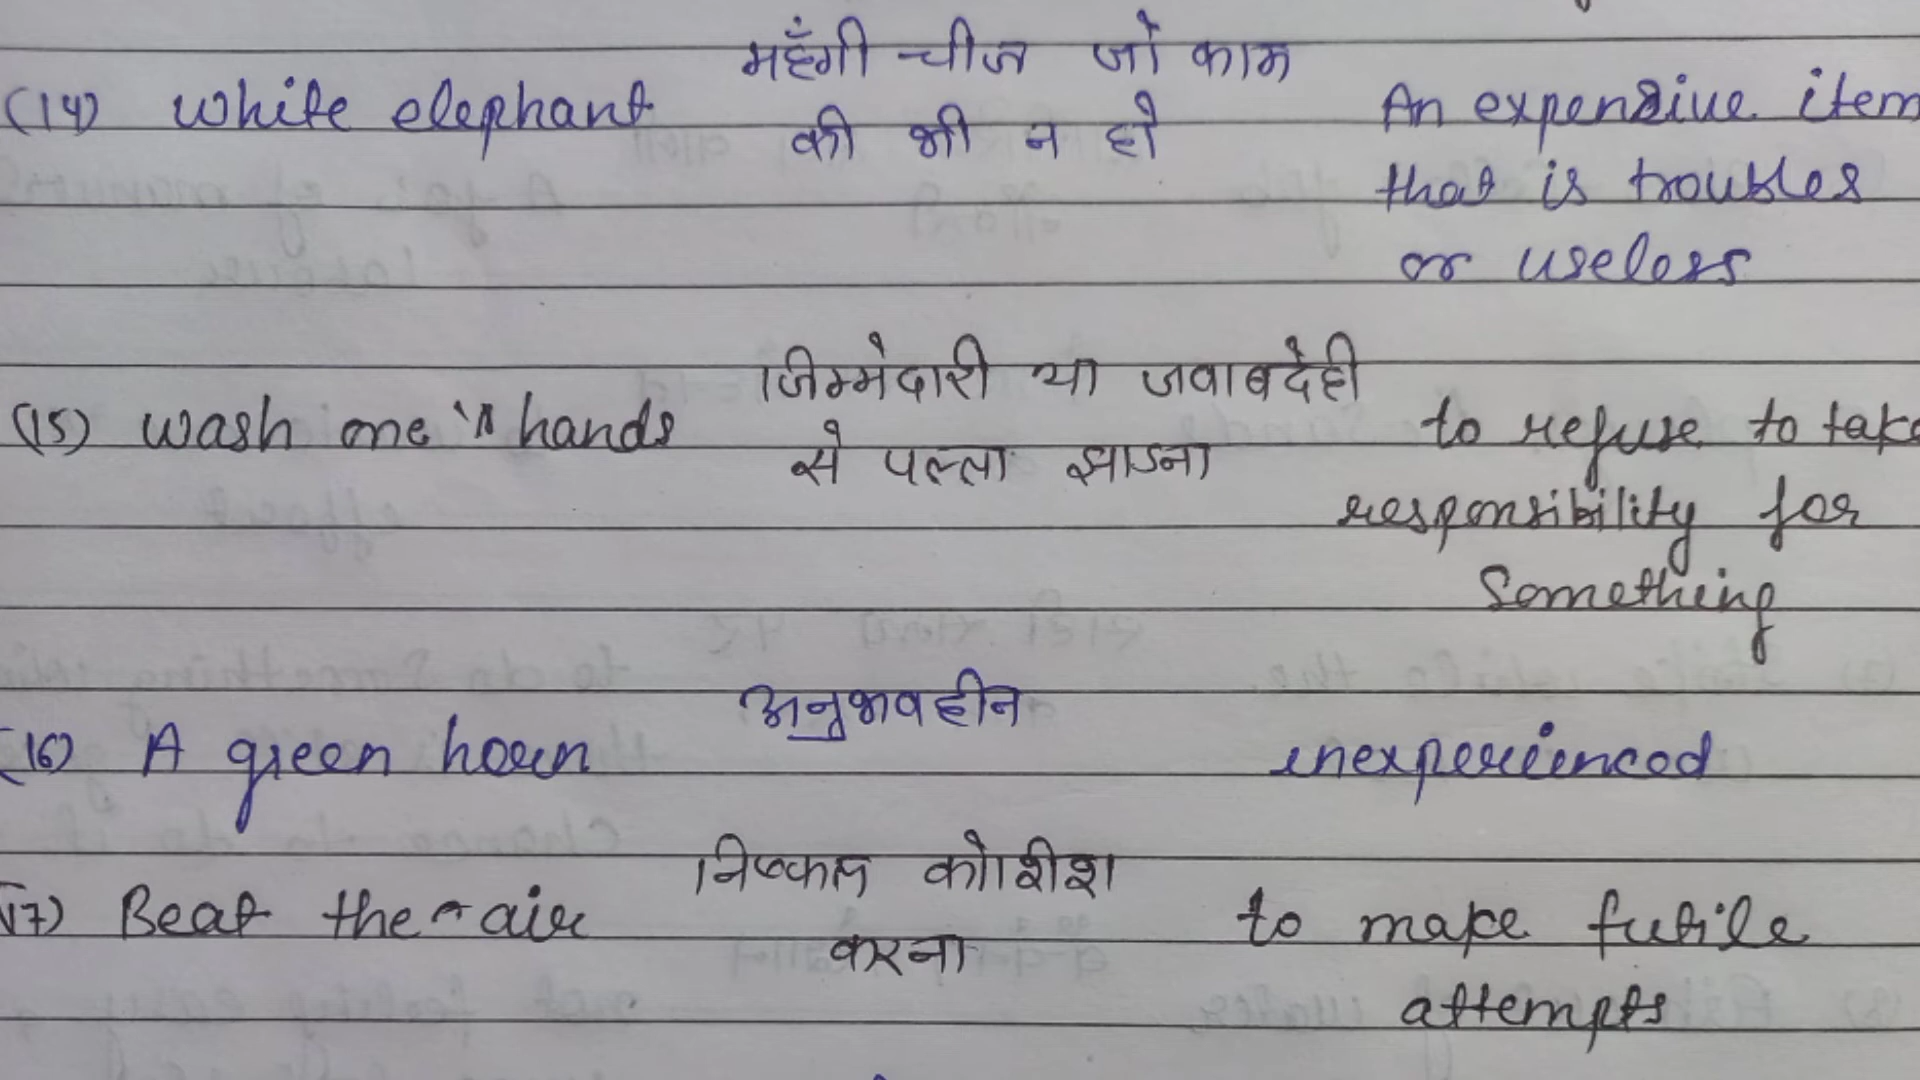 महँगी चीज जो काम
(14) white elephant की भी न हो An expensive item
that is troubles
or useless
जिम्मेदारी या जवाबदेही
(15) wash one's hands से पल्ला झाडना to refuse to take
responsibility for
Something
अनुभवहीन
(16) A green horn inexperienced
निष्फल कोशिश
(17) Beat the air करना to make futile
attempts